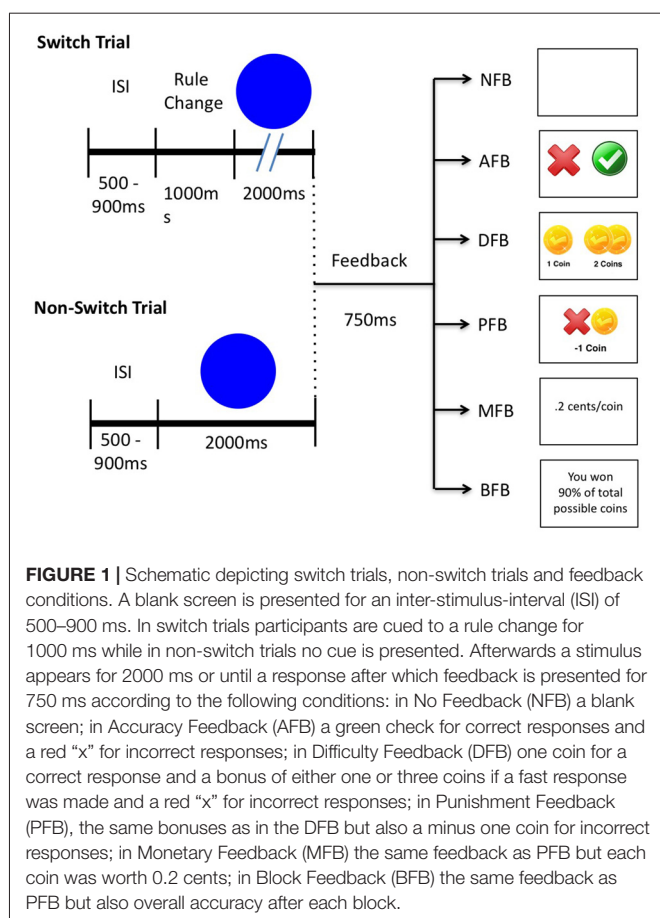 Switch Trial
ISI
Rule
Change
500 -
900ms
1000m
s
2000ms
Non-Switch Trial
ISI
500 -
900ms
2000ms
Feedback
750ms
NFB
AFB
DFB
1 Coin 2 Coins
PFB
-1 Coin
MFB
.2 cents/coin
BFB
You won
90% of total
possible coins
FIGURE 1 | Schematic depicting switch trials, non-switch trials and feedback
conditions. A blank screen is presented for an inter-stimulus-interval (ISI) of
500–900 ms. In switch trials participants are cued to a rule change for
1000 ms while in non-switch trials no cue is presented. Afterwards a stimulus
appears for 2000 ms or until a response after which feedback is presented for
750 ms according to the following conditions: in No Feedback (NFB) a blank
screen; in Accuracy Feedback (AFB) a green check for correct responses and
a red “x” for incorrect responses; in Difficulty Feedback (DFB) one coin for a
correct response and a bonus of either one or three coins if a fast response
was made and a red “x” for incorrect responses; in Punishment Feedback
(PFB), the same bonuses as in the DFB but also a minus one coin for incorrect
responses; in Monetary Feedback (MFB) the same feedback as PFB but each
coin was worth 0.2 cents; in Block Feedback (BFB) the same feedback as
PFB but also overall accuracy after each block.